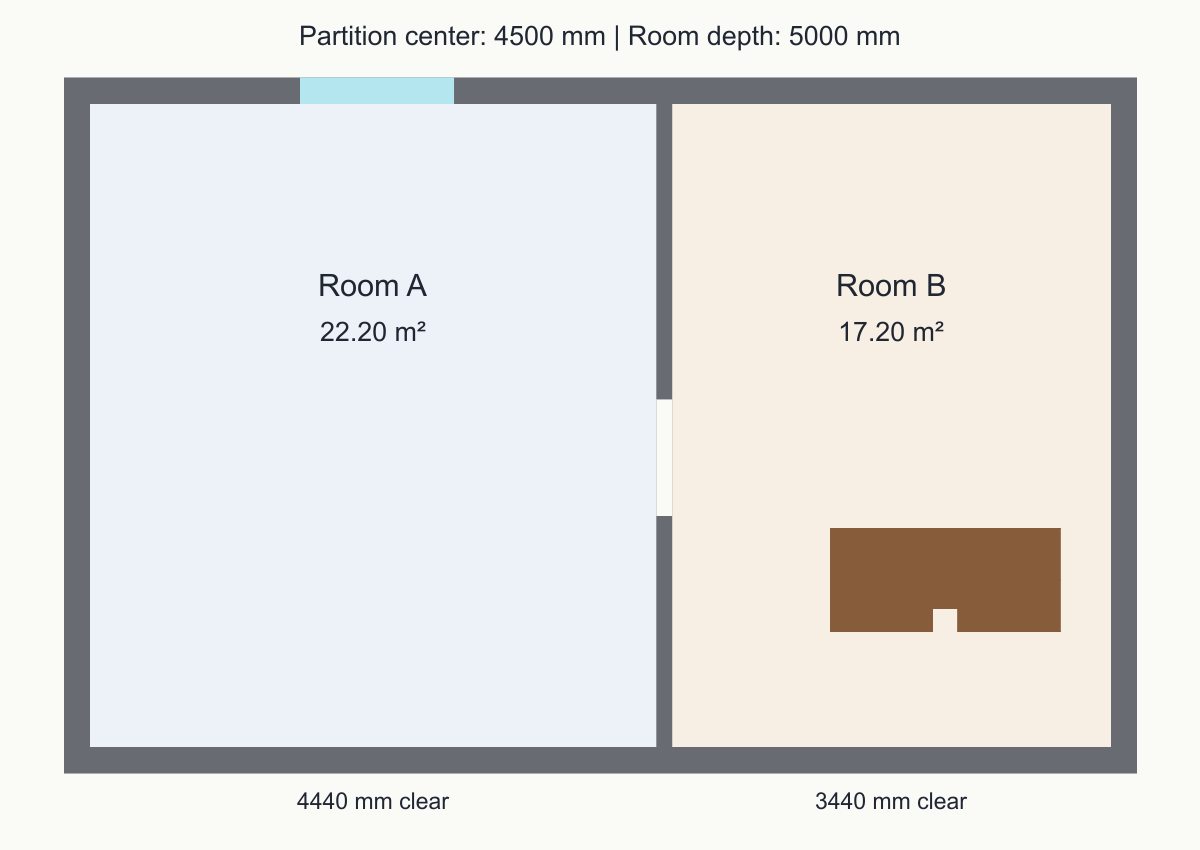 Partition center: 4500 mm | Room depth: 5000 mm
Room A
22.20 m²
Room B
17.20 m²
4440 mm clear
3440 mm clear